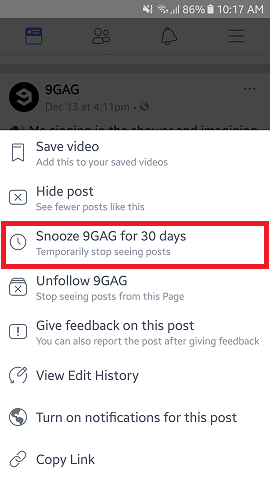 86% 10:17 AM
9GAG
Dec 13 at 4:11pm •
Me singing in the shower and imagining
Save video
Add this to your saved videos
Hide post
See fewer posts like this
Snooze 9GAG for 30 days
Temporarily stop seeing posts
Unfollow 9GAG
Stop seeing posts from this Page
Give feedback on this post
You can also report the post after giving feedback
View Edit History
Turn on notifications for this post
Copy Link